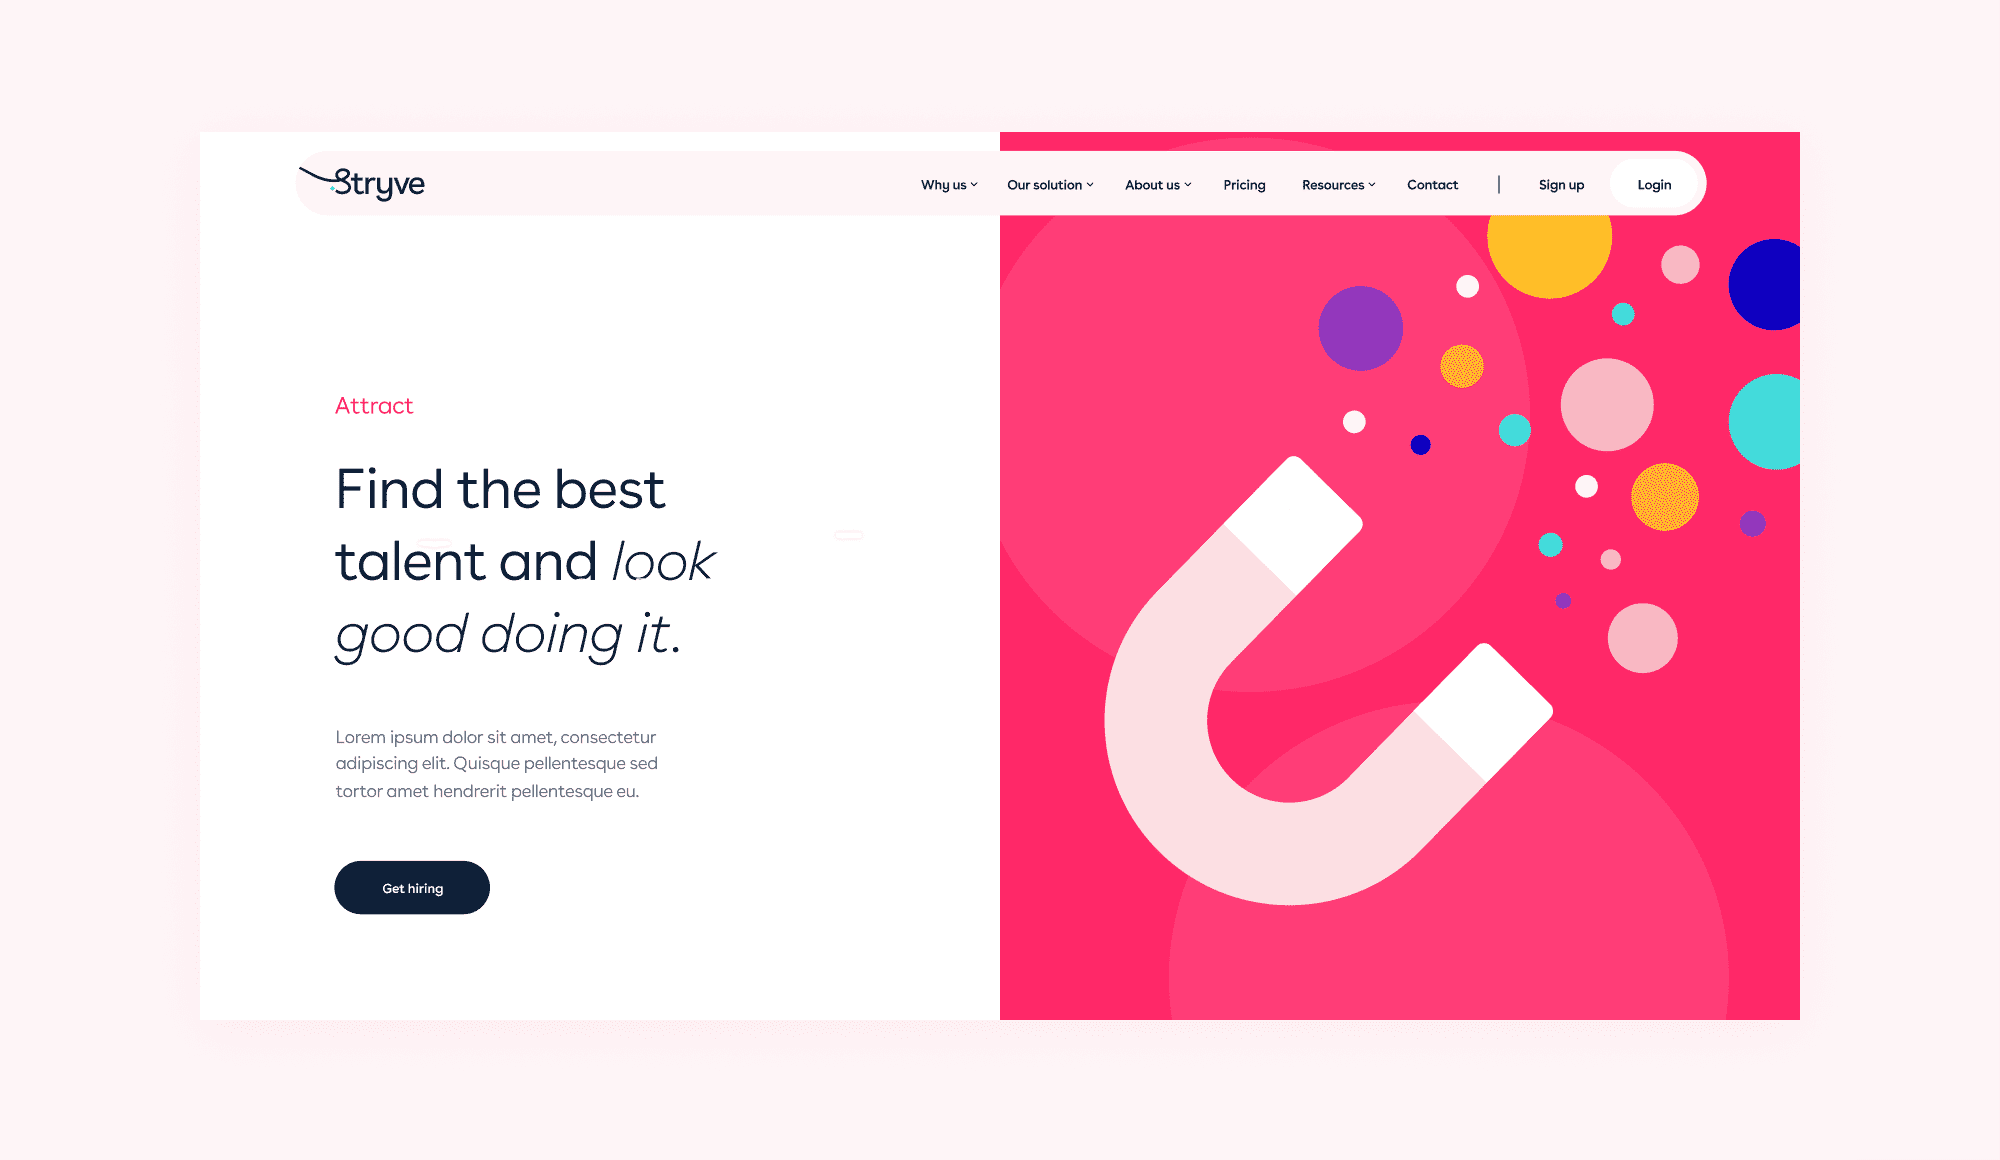 Stryve
Why us
Our solution
About us
Pricing
Resources
Contact
Sign up
Login
Attract
Find the best
talent and look
good doing it.
Lorem ipsum dolor sit amet, consectetur
adipiscing elit. Quisque pellentesque sed
tortor amet hendrerit pellentesque eu.
Get hiring